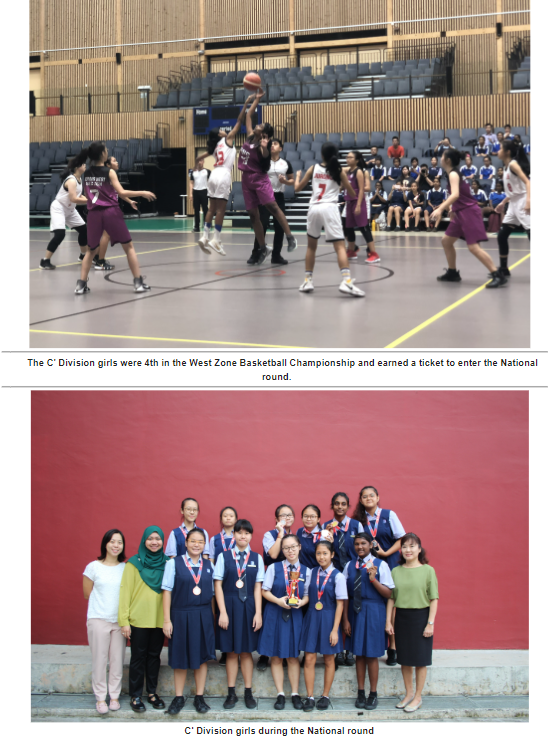 7
The C' Division girls were 4th in the West Zone Basketball Championship and earned a ticket to enter the National
round.
C' Division girls during the National round